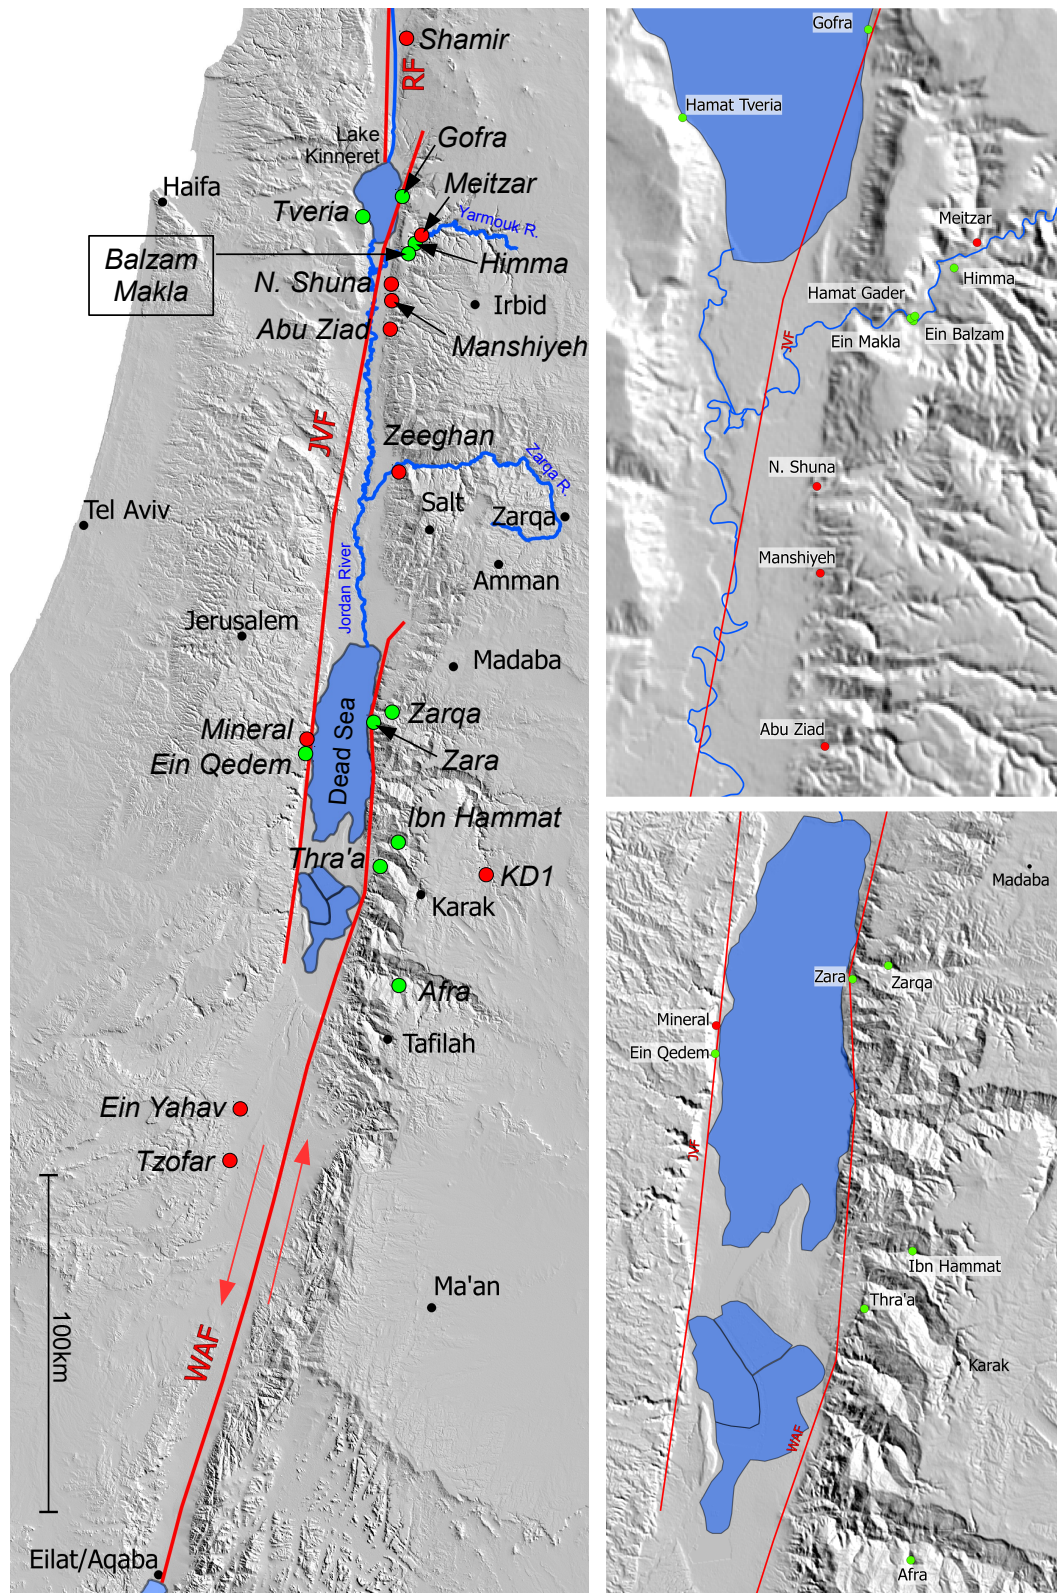 Shamir
RF
Gofra
Lake
Kinneret
Meitzar
Haifa
Tveria
Yarmouk R.
Balzam
Makla
Himma
N. Shuna
Irbid
Abu Ziad
Manshiyeh
JVF
Zeeghan
Zarqa R.
Salt
Zarqa
Tel Aviv
Amman
Jordan River
Jerusalem
Madaba
Mineral
Zarqa
Ein Qedem
Dead Sea
Zara
Ibn Hammat
Thra'a
KD1
Karak
Afra
Tafilah
Ein Yahav
Tzofar
100km
Ma'an
WAF
Eilat/Aqaba
Gofra
Hamat Tveria
Meitzar
Himma
Hamat Gader
JVF
Ein Makla
Ein Balzam
N. Shuna
Manshiyeh
Abu Ziad
Madaba
Zara
Zarqa
Mineral
Ein Qedem
JVF
Ibn Hammat
Thra'a
Karak
WAF
Afra